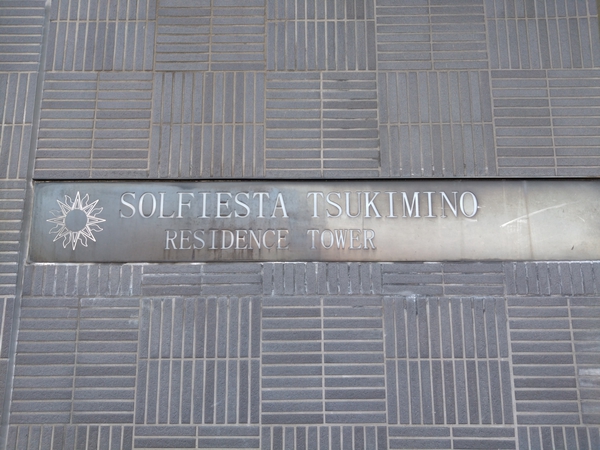 SOLFIESTA TSUKIMINO
RESIDENCE TOWER